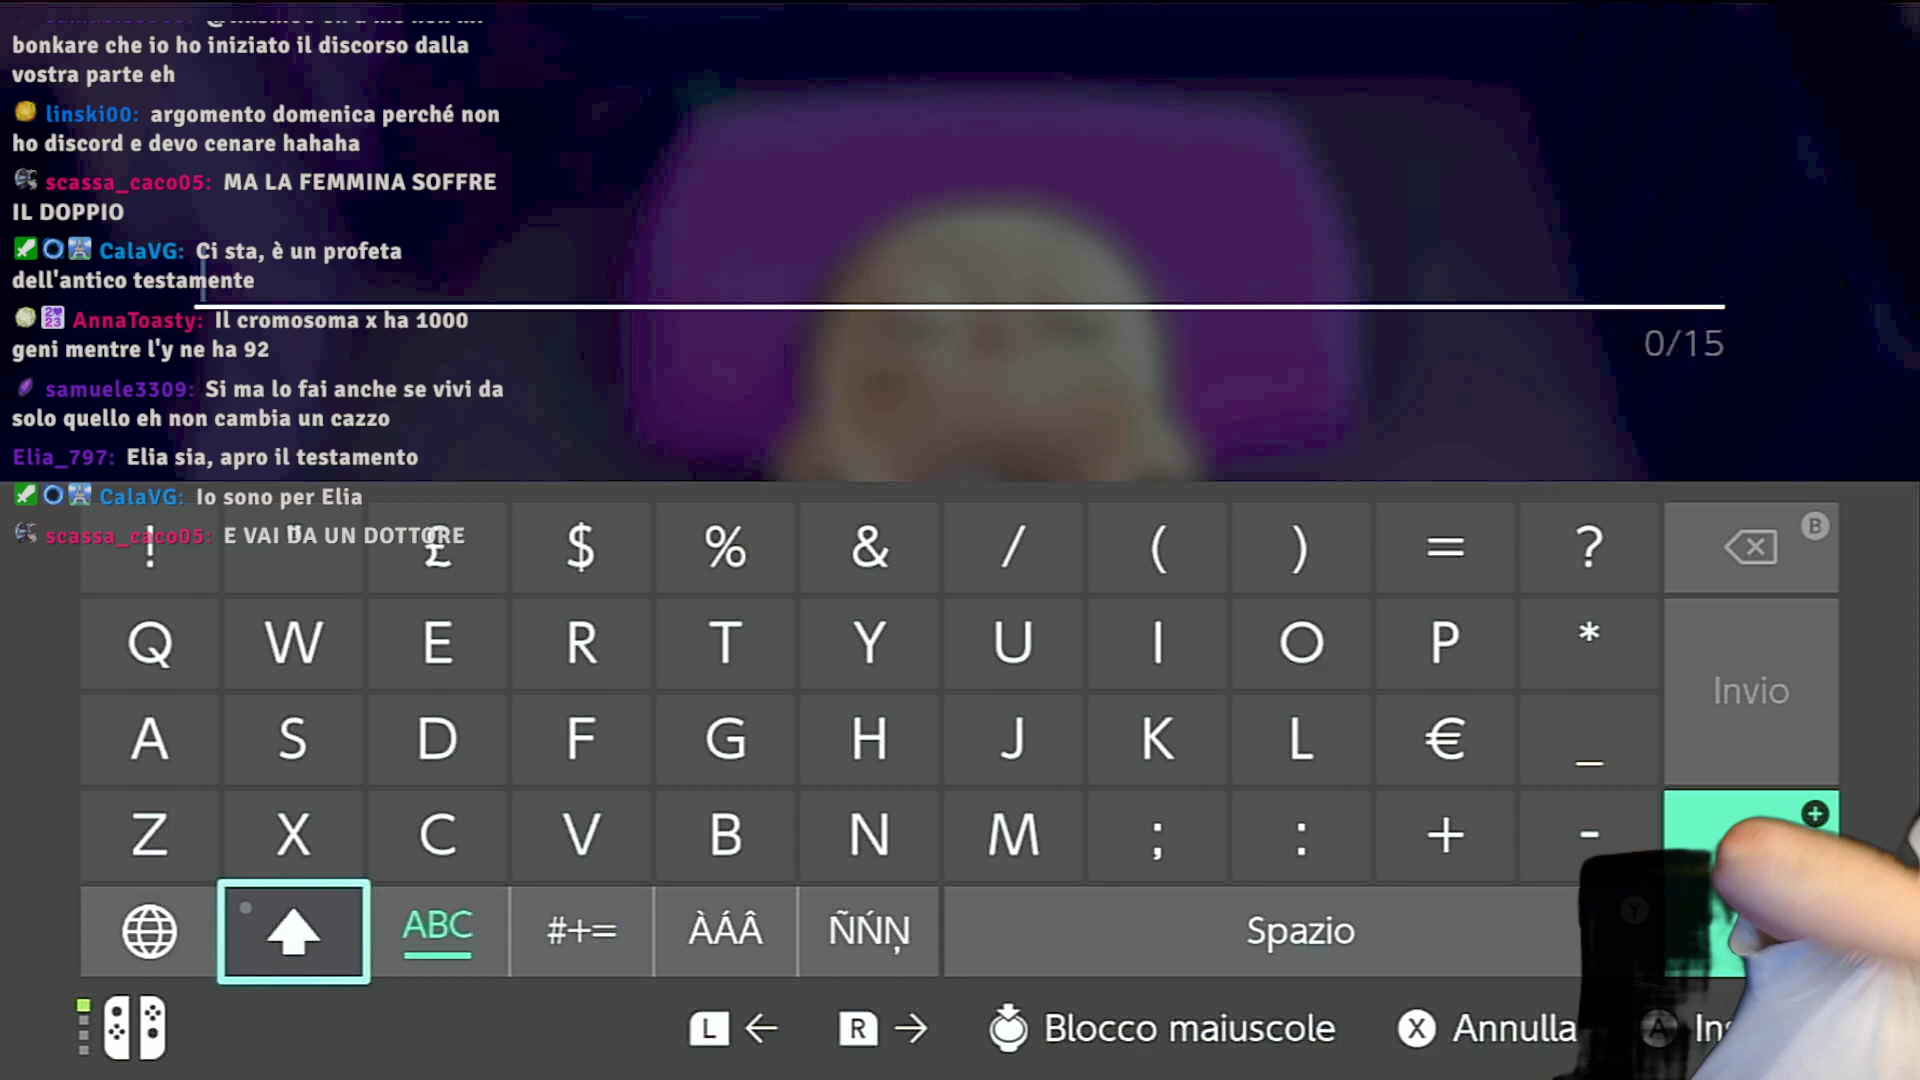 bonkare che io ho iniziato il discorso dalla
vostra parte eh
linski00: argomento domenica perché non
ho discord e devo cenare hahaha
scassa_caco05: MA LA FEMMINA SOFFRE
IL DOPPIO
CalaVG: Ci sta, è un profeta
dell'antico testamente
AnnaToasty: Il cromosoma x ha 1000
geni mentre l'y ne ha 92
samuele3309: Si ma lo fai anche se vivi da
solo quello eh non cambia un cazzo
Elia_797: Elia sia, apro il testamento
CalaVG: Io sono per Elia
scassa_caco05: E VAI DA UN DOTTORE
0/15
! £ $ % & / ( ) = ? B
Q W E R T Y U I O P *
Invio
A S D F G H J K L € _
Z X C V B N M ; : + - +
ABC #+= ÀÁÂ ÑŃŅ Spazio Y
L ← R → Blocco maiuscole X Annulla A